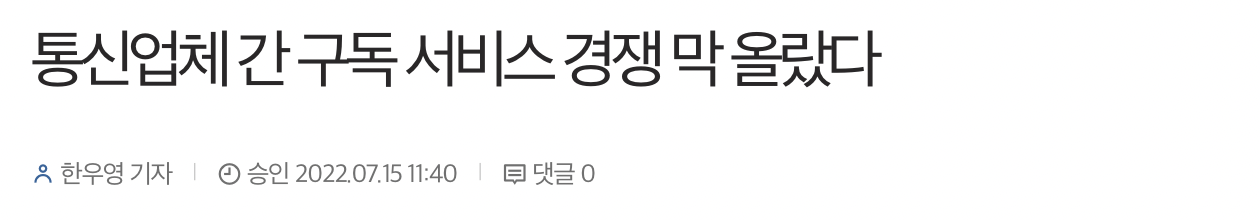 통신업체 간 구독 서비스 경쟁 막 올랐다
한우영 기자 승인 2022.07.15 11:40 댓글 0